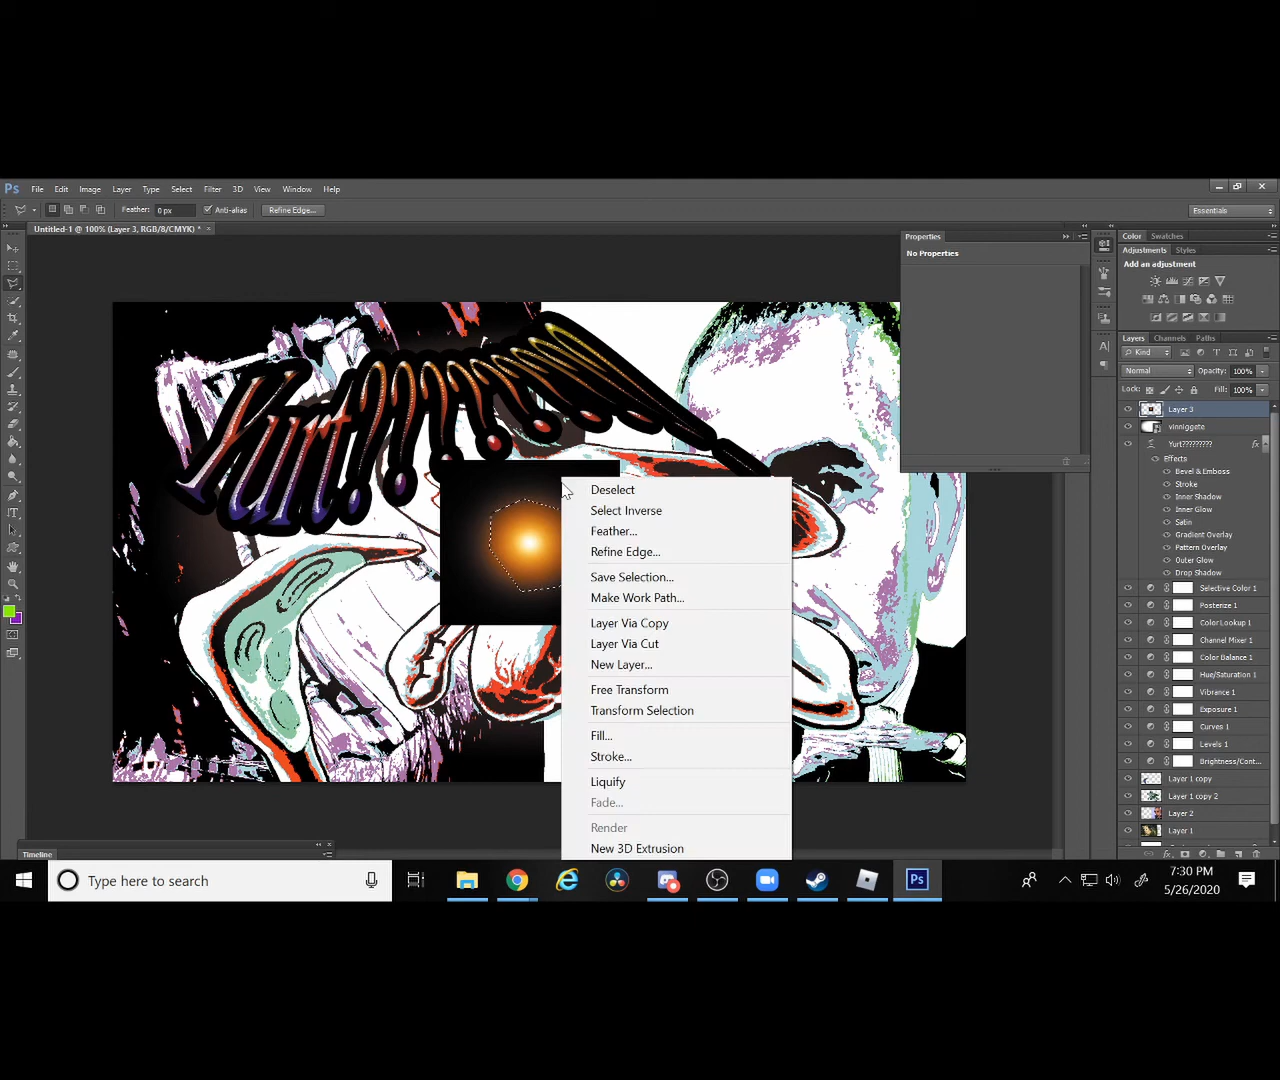 Ps File Edit Image Layer Type Select Filter 3D View Window Help
Feather: 0 px Anti-alias Refine Edge... Essentials
Untitled-1 @ 100% (Layer 3, RGB/8/CMYK) * ×
Properties
No Properties
Color Swatches
Adjustments Styles
Add an adjustment
Layers Channels Paths
Kind
Normal Opacity: 100%
Lock: Fill: 100%
Layer 3
vinniggete
Yurt????????? fx
Effects
Bevel & Emboss
Stroke
Inner Shadow
Inner Glow
Satin
Gradient Overlay
Pattern Overlay
Outer Glow
Drop Shadow
Selective Color 1
Posterize 1
Color Lookup 1
Channel Mixer 1
Color Balance 1
Hue/Saturation 1
Vibrance 1
Exposure 1
Curves 1
Levels 1
Brightness/Cont...
Layer 1 copy
Layer 1 copy 2
Layer 2
Layer 1
Yurt
Deselect
Select Inverse
Feather...
Refine Edge...
Save Selection...
Make Work Path...
Layer Via Copy
Layer Via Cut
New Layer...
Free Transform
Transform Selection
Fill...
Stroke...
Liquify
Fade...
Render
New 3D Extrusion
Timeline
Type here to search
Ps
7:30 PM
5/26/2020